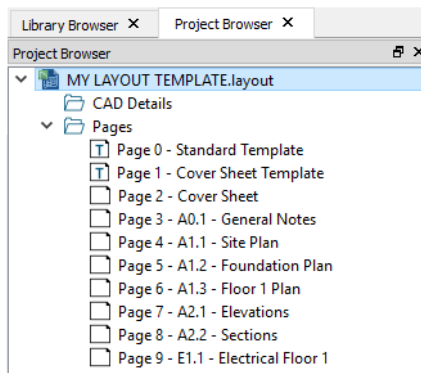 Library Browser × Project Browser ×
Project Browser
MY LAYOUT TEMPLATE.layout
CAD Details
Pages
T Page 0 - Standard Template
T Page 1 - Cover Sheet Template
Page 2 - Cover Sheet
Page 3 - A0.1 - General Notes
Page 4 - A1.1 - Site Plan
Page 5 - A1.2 - Foundation Plan
Page 6 - A1.3 - Floor 1 Plan
Page 7 - A2.1 - Elevations
Page 8 - A2.2 - Sections
Page 9 - E1.1 - Electrical Floor 1